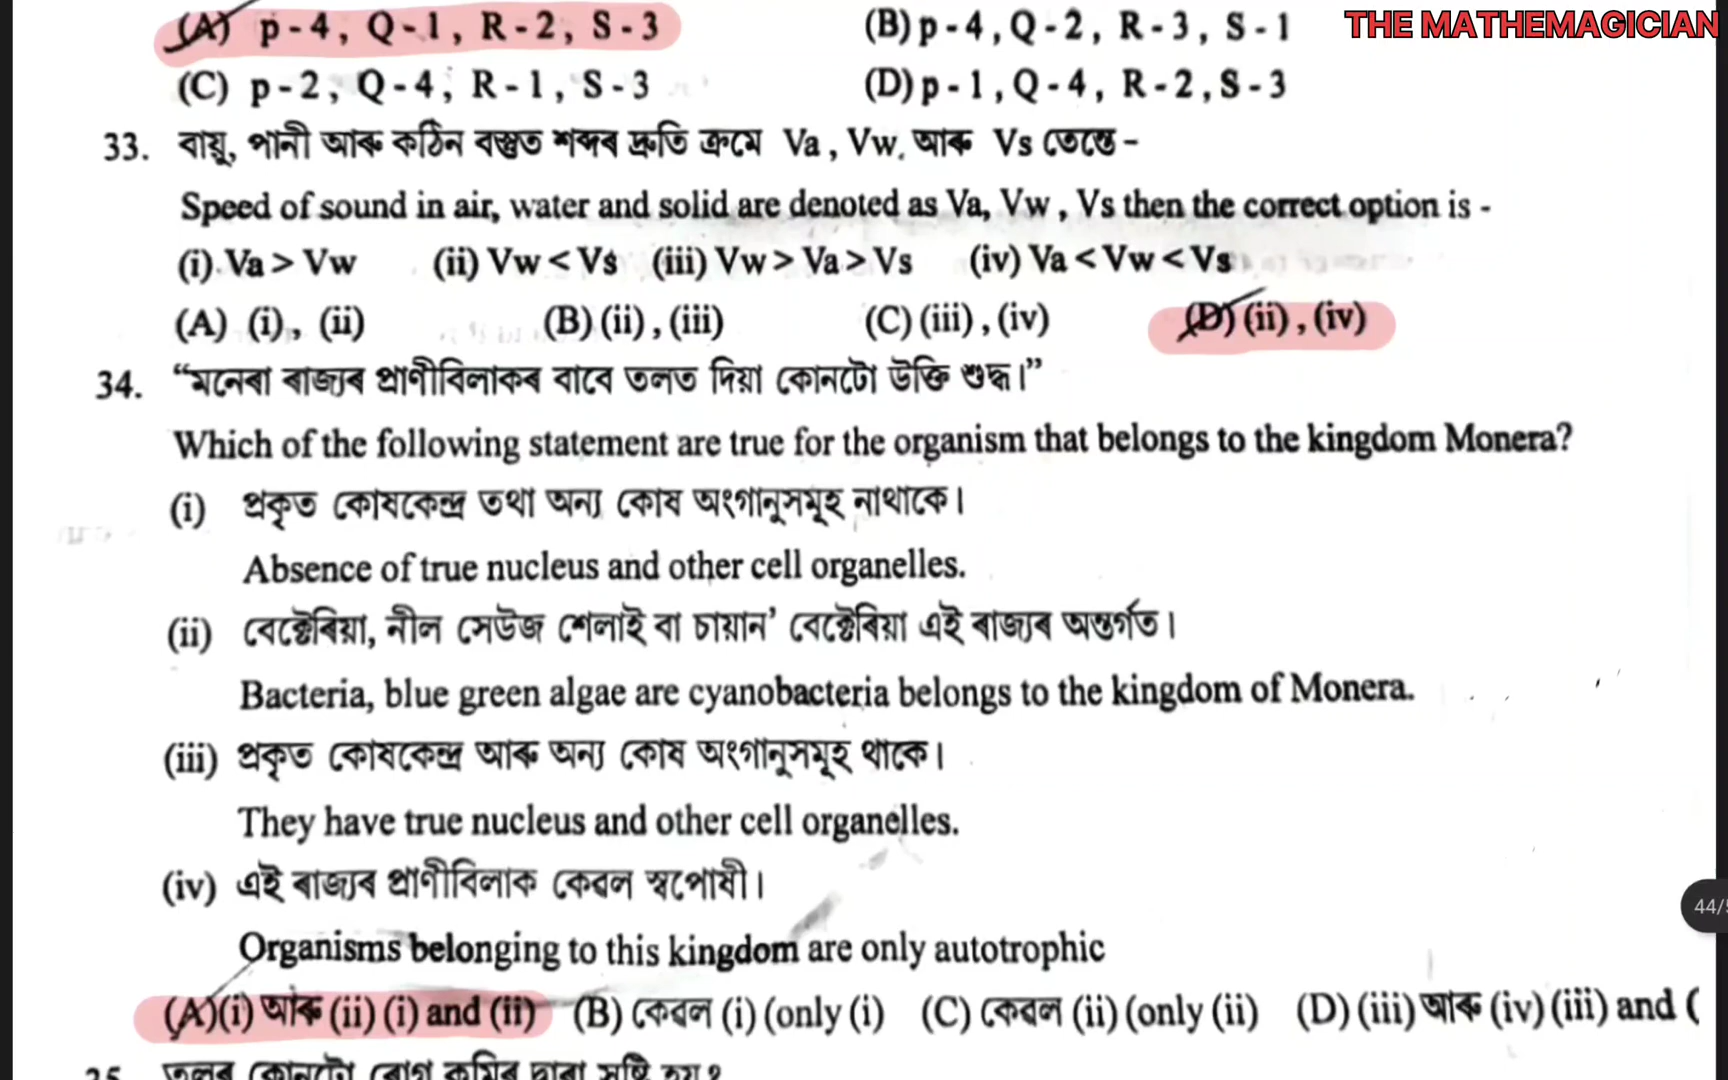 (A) p - 4, Q - 1, R - 2, S - 3 (B) p - 4, Q - 2, R - 3, S - 1
THE MATHEMAGICIAN
(C) p - 2, Q - 4, R - 1, S - 3 (D) p - 1, Q - 4, R - 2, S - 3
33. বায়ু, পানী আৰু কঠিন বস্তুত শব্দৰ দ্ৰুতি ক্ৰমে Va, Vw, আৰু Vs তেন্তে -
Speed of sound in air, water and solid are denoted as Va, Vw, Vs then the correct option is -
(i) Va > Vw (ii) Vw < Vs (iii) Vw > Va > Vs (iv) Va < Vw < Vs
(A) (i), (ii) (B) (ii), (iii) (C) (iii), (iv) (D) (ii), (iv)
34. “মনেৰা ৰাজ্যৰ প্ৰাণীবিলাকৰ বাবে তলত দিয়া কোনটো উক্তি শুদ্ধ।”
Which of the following statement are true for the organism that belongs to the kingdom Monera?
(i) প্ৰকৃত কোষকেন্দ্ৰ তথা অন্য কোষ অংগানুসমূহ নাথাকে।
Absence of true nucleus and other cell organelles.
(ii) বেক্টেৰিয়া, নীল সেউজ শেলাই বা চায়ান’ বেক্টেৰিয়া এই ৰাজ্যৰ অন্তৰ্গত।
Bacteria, blue green algae are cyanobacteria belongs to the kingdom of Monera.
(iii) প্ৰকৃত কোষকেন্দ্ৰ আৰু অন্য কোষ অংগানুসমূহ থাকে।
They have true nucleus and other cell organelles.
(iv) এই ৰাজ্যৰ প্ৰাণীবিলাক কেৱল স্বপোষী।
Organisms belonging to this kingdom are only autotrophic
44/
(A) (i) আৰু (ii) (i) and (ii) (B) কেৱল (i) (only (i) (C) কেৱল (ii) (only (ii) (D) (iii) আৰু (iv) (iii) and (
তলৰ কোনটো ৰোগ কৃমিৰ দ্বাৰা সৃষ্টি হয়?